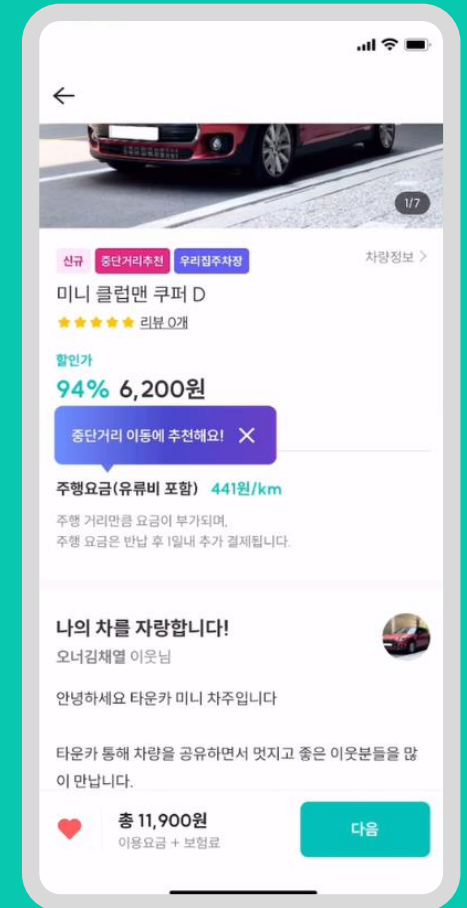 1/7
신규 중단거리추천 우리집주차장 차량정보 >
미니 클럽맨 쿠퍼 D
리뷰 0개
할인가
94% 6,200원
중단거리 이동에 추천해요! X
주행요금(유류비 포함) 441원/km
주행 거리만큼 요금이 부가되며,
주행 요금은 반납 후 1일내 추가 결제됩니다.
나의 차를 자랑합니다!
오너김채열 이웃님
안녕하세요 타운카 미니 차주입니다
타운카 통해 차량을 공유하면서 멋지고 좋은 이웃분들을 많
이 만납니다.
총 11,900원
이용요금 + 보험료
다음